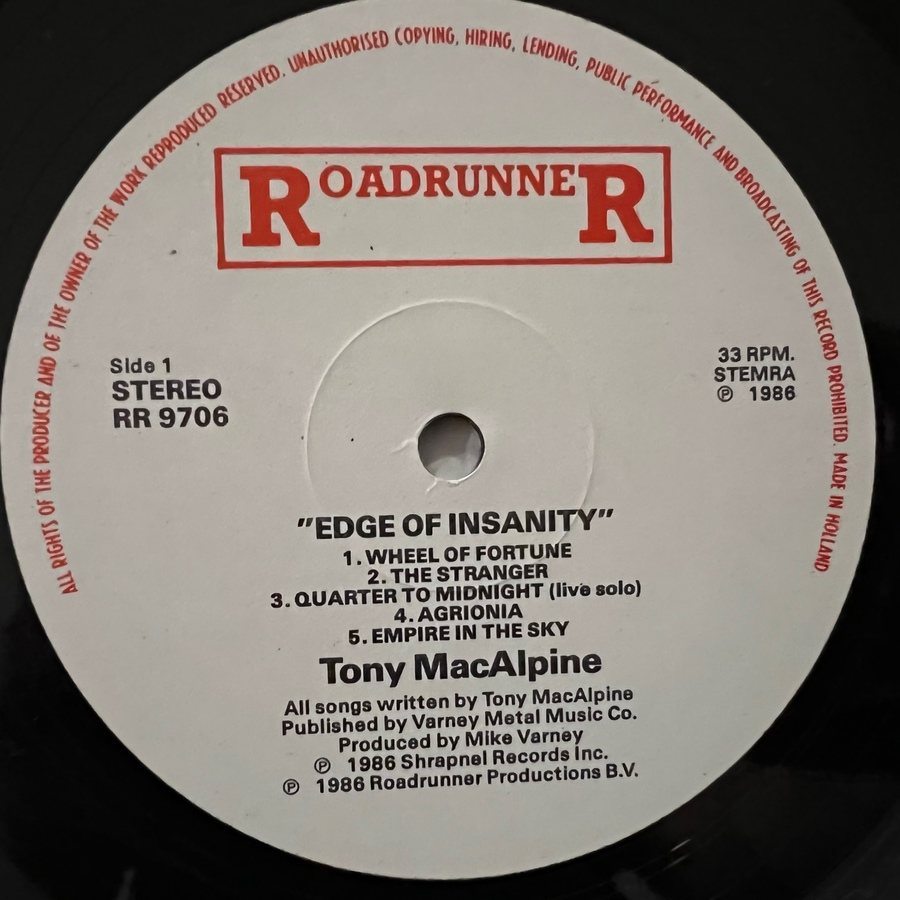 ALL RIGHTS OF THE PRODUCER AND OF THE OWNER OF THE WORK REPRODUCED RESERVED. UNAUTHORISED COPYING, HIRING, LENDING, PUBLIC PERFORMANCE AND BROADCASTING OF THIS RECORD PROHIBITED. MADE IN HOLLAND.
ROADRUNNER
Side 1
STEREO
RR 9706
33 RPM.
STEMRA
℗ 1986
"EDGE OF INSANITY"
1. WHEEL OF FORTUNE
2. THE STRANGER
3. QUARTER TO MIDNIGHT (live solo)
4. AGRIONIA
5. EMPIRE IN THE SKY
Tony MacAlpine
All songs written by Tony MacAlpine
Published by Varney Metal Music Co.
Produced by Mike Varney
℗ 1986 Shrapnel Records Inc.
℗ 1986 Roadrunner Productions B.V.